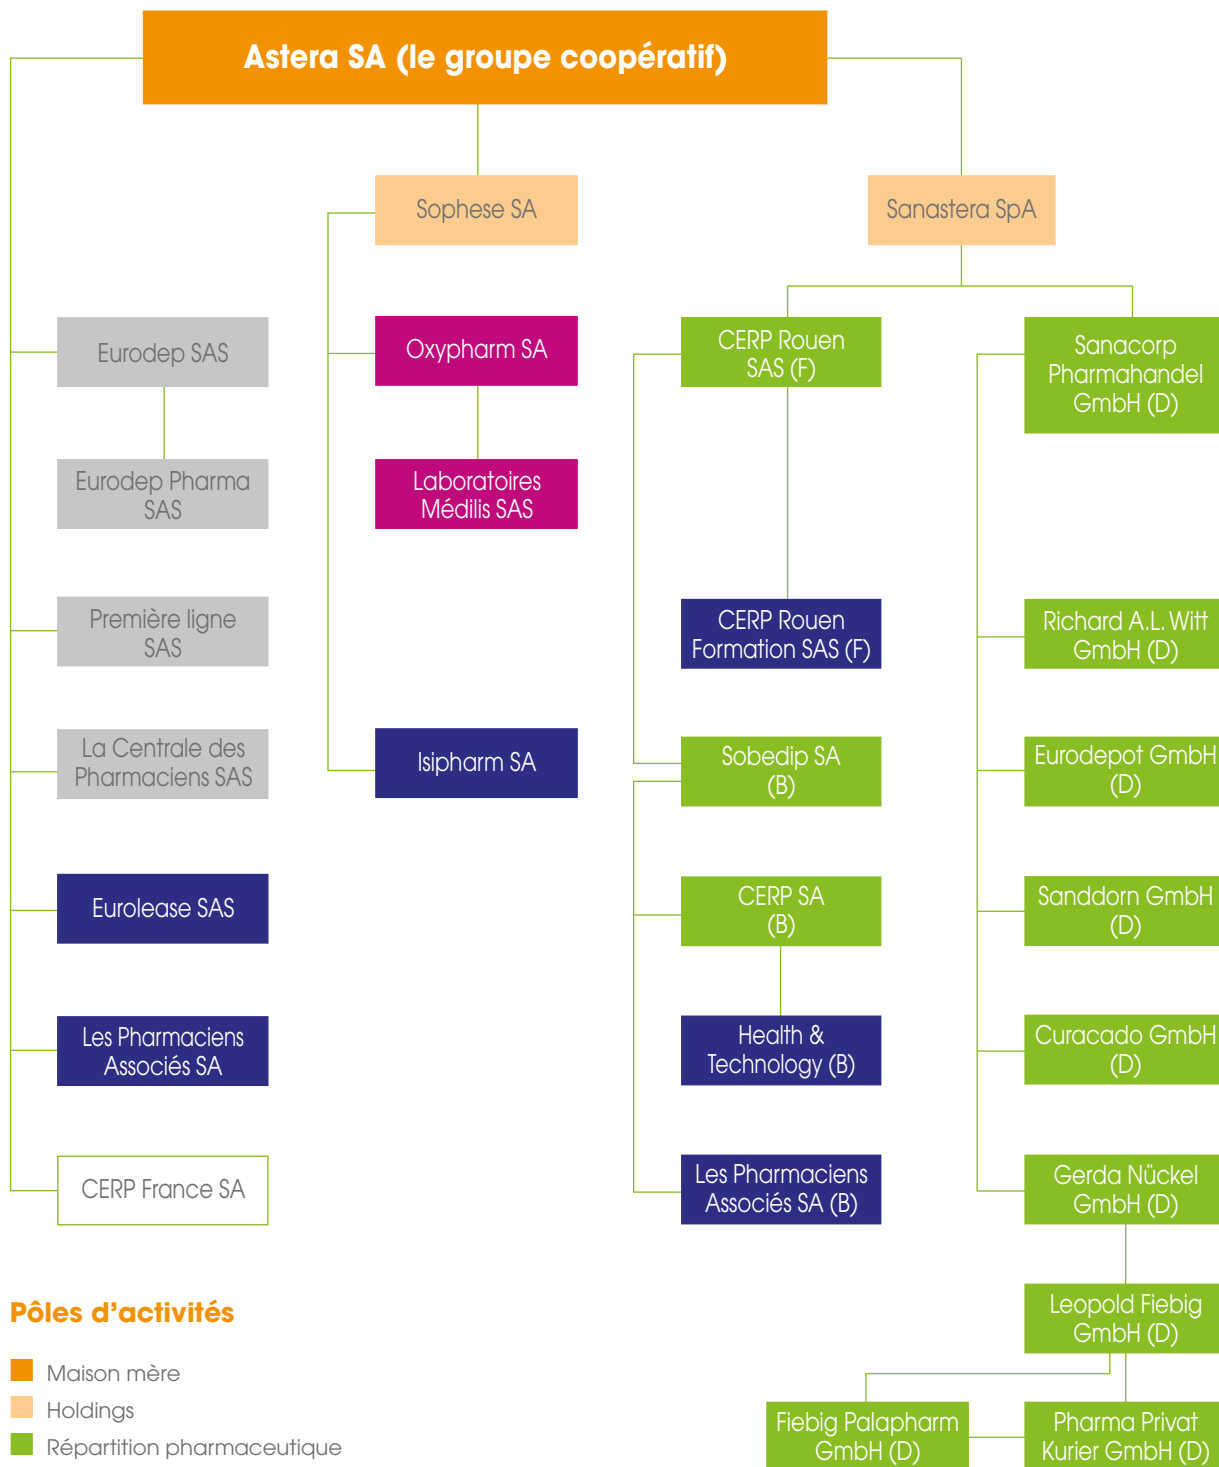 Astera SA (le groupe coopératif)
Sophese SA
Sanastera SpA
Eurodep SAS
Oxypharm SA
CERP Rouen
SAS (F)
Sanacorp
Pharmahandel
GmbH (D)
Eurodep Pharma
SAS
Laboratoires
Médilis SAS
Première ligne
SAS
CERP Rouen
Formation SAS (F)
Richard A.L. Witt
GmbH (D)
La Centrale des
Pharmaciens SAS
Isipharm SA
Sobedip SA
(B)
Eurodepot GmbH
(D)
Eurolease SAS
CERP SA
(B)
Sanddorn GmbH
(D)
Les Pharmaciens
Associés SA
Health &
Technology (B)
Curacado GmbH
(D)
CERP France SA
Les Pharmaciens
Associés SA (B)
Gerda Nückel
GmbH (D)
Leopold Fiebig
GmbH (D)
Fiebig Palapharm
GmbH (D)
Pharma Privat
Kurier GmbH (D)
Pôles d'activités
Maison mère
Holdings
Répartition pharmaceutique